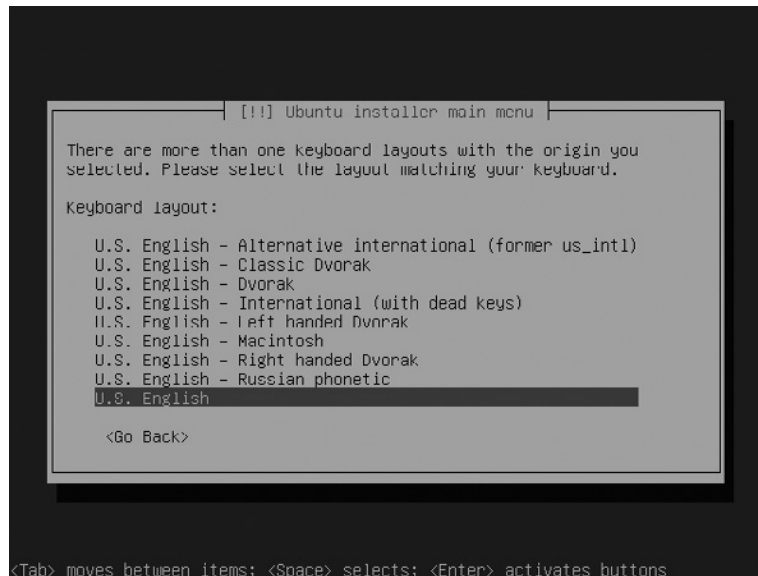 [!!] Ubuntu installer main menu
There are more than one keyboard layouts with the origin you
selected. Please select the layout matching your keyboard.
Keyboard layout:
U.S. English – Alternative international (former us_intl)
U.S. English – Classic Dvorak
U.S. English – Dvorak
U.S. English – International (with dead keys)
U.S. English – Left handed Dvorak
U.S. English – Macintosh
U.S. English – Right handed Dvorak
U.S. English – Russian phonetic
U.S. English
<Go Back>
<Tab> moves between items; <Space> selects; <Enter> activates buttons